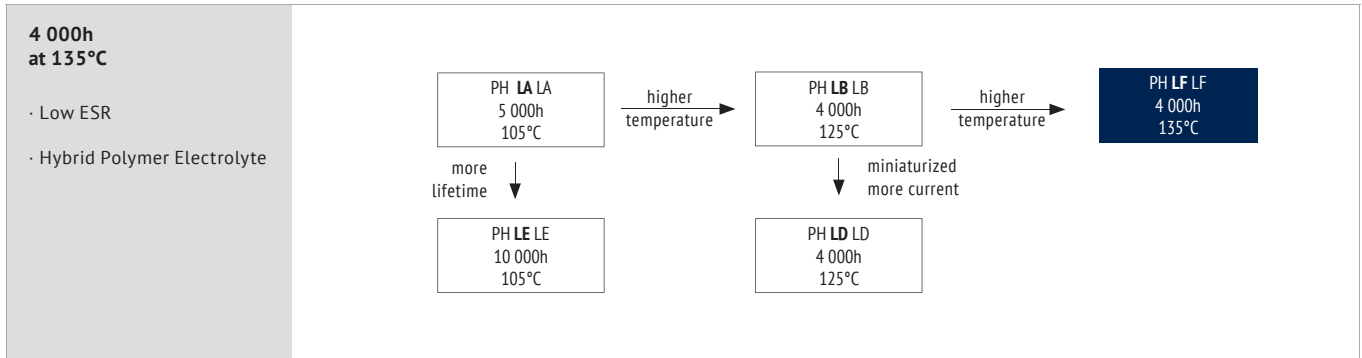 4 000h
at 135°C
· Low ESR
· Hybrid Polymer Electrolyte
PH LA LA
5 000h
105°C
higher
temperature
PH LB LB
4 000h
125°C
higher
temperature
PH LF LF
4 000h
135°C
more
lifetime
miniaturized
more current
PH LE LE
10 000h
105°C
PH LD LD
4 000h
125°C